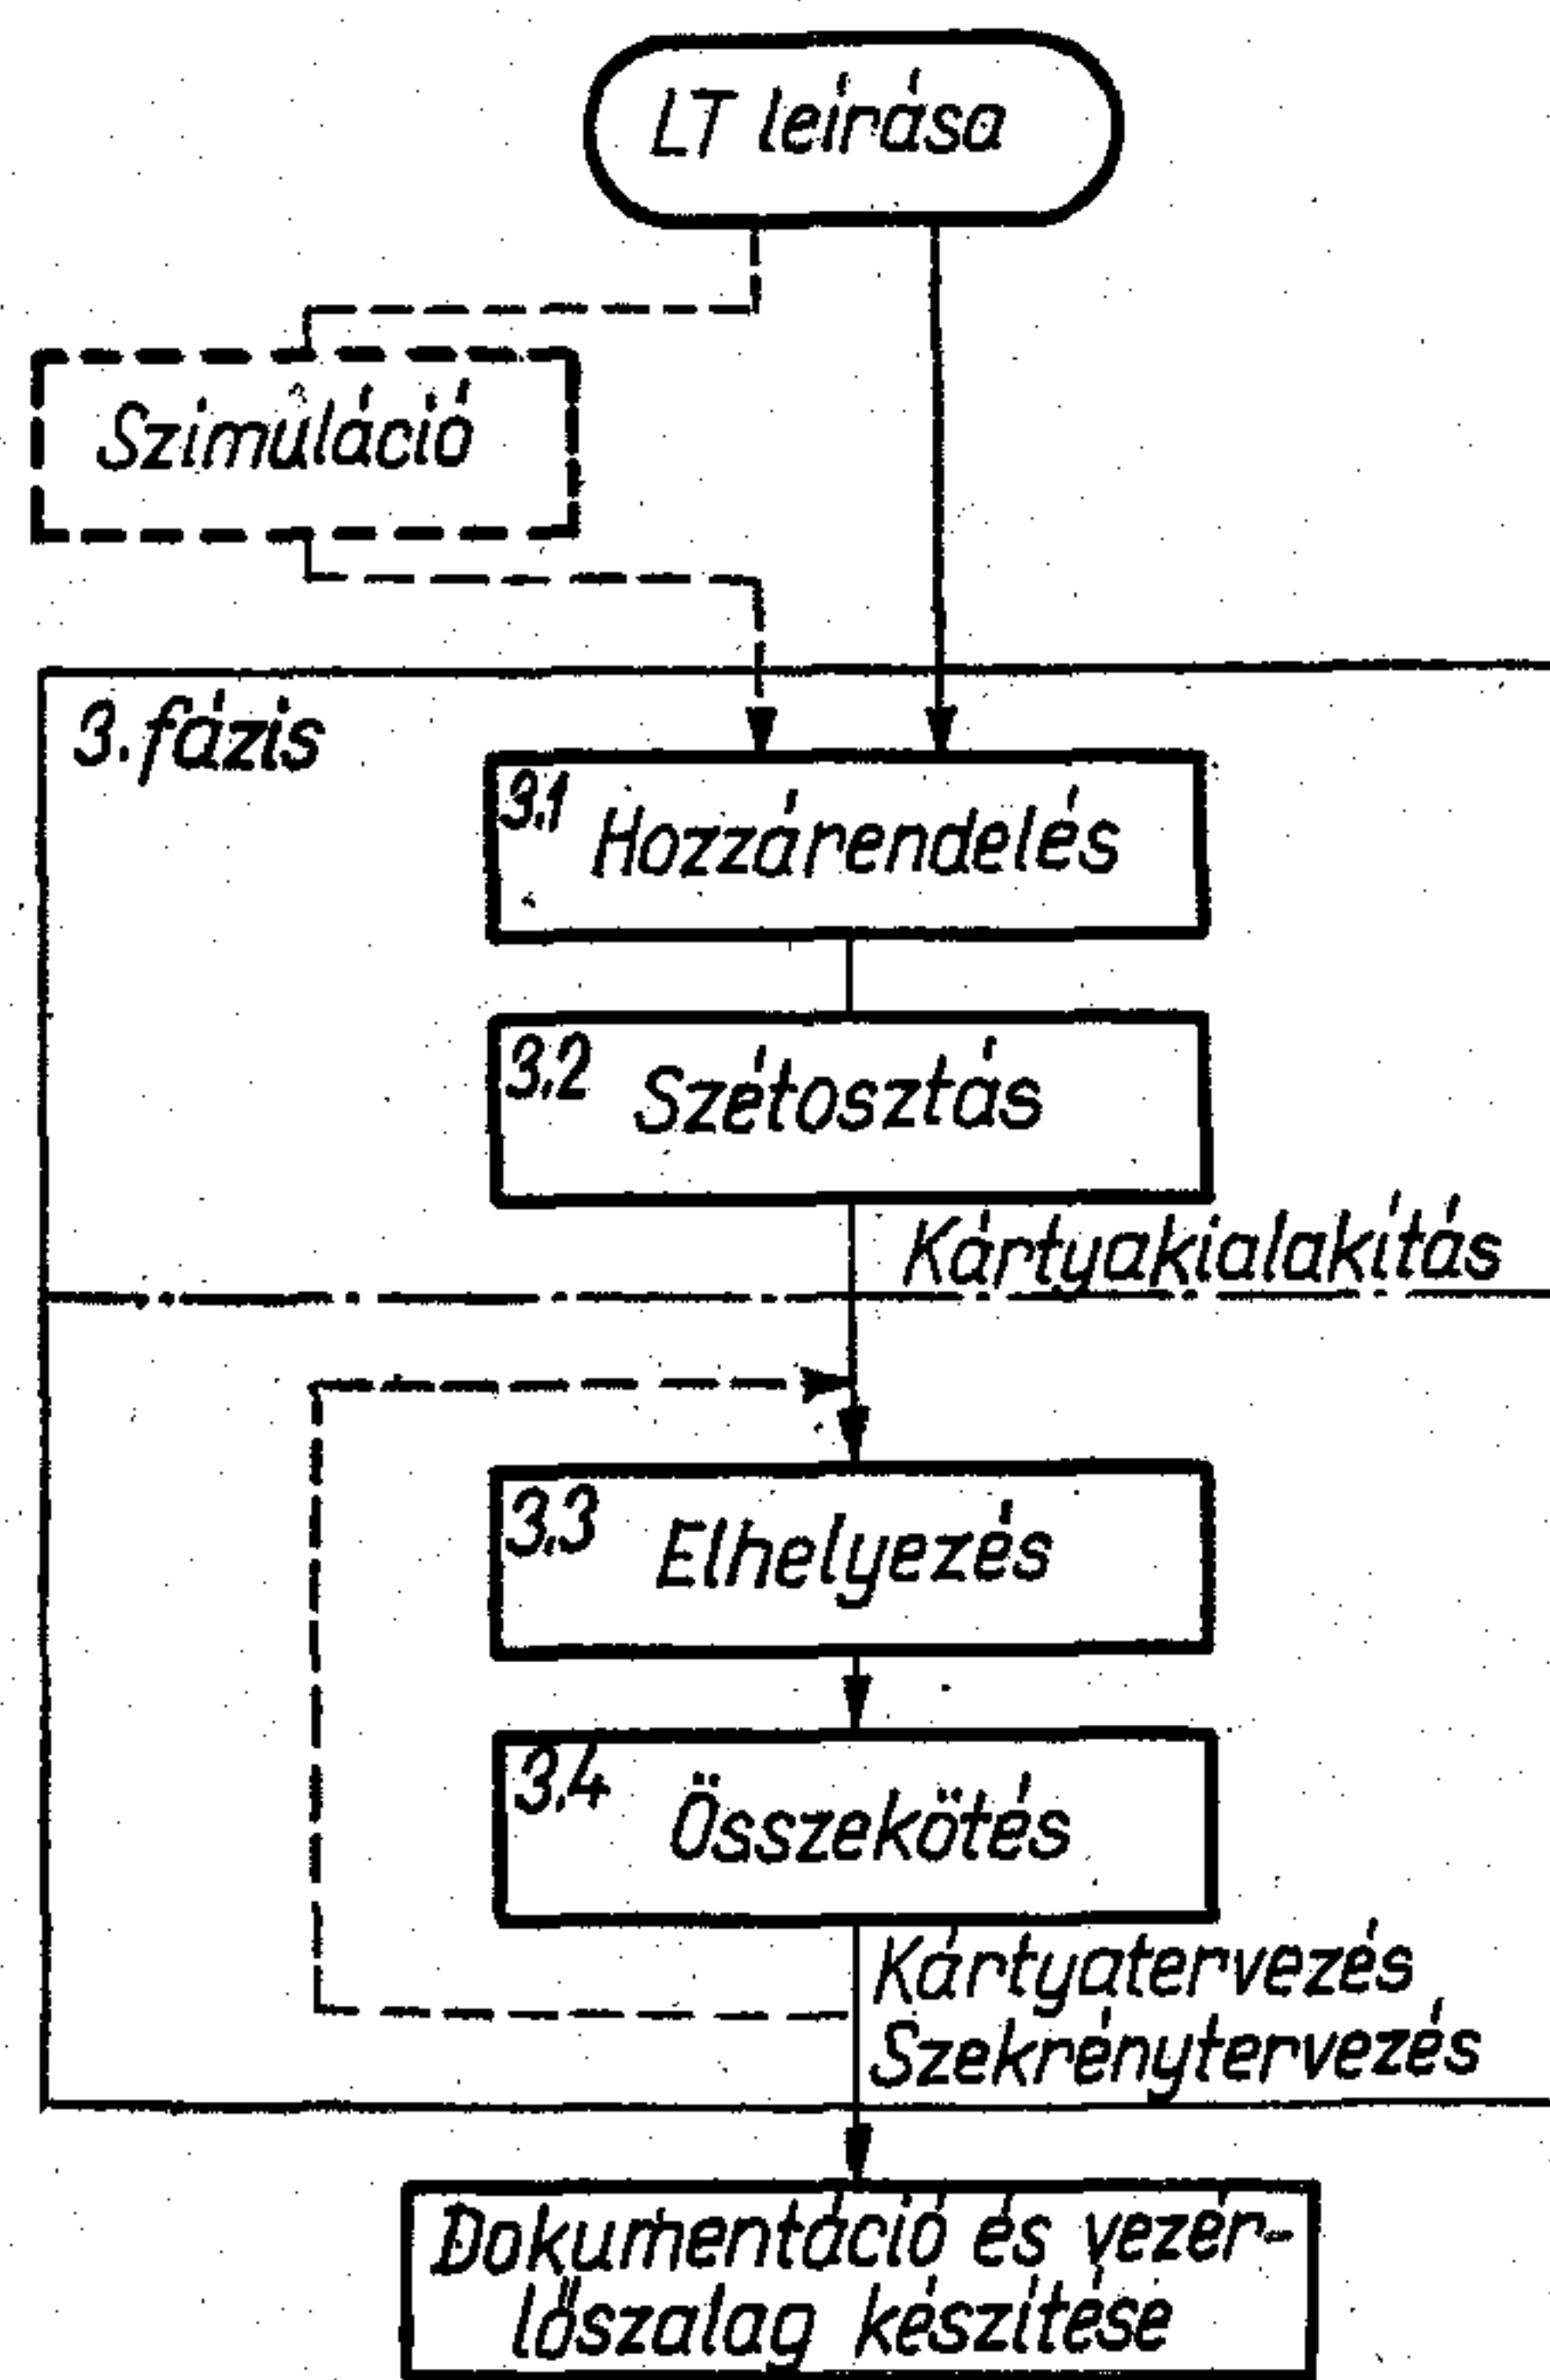 LT leírása
Szimuláció
3. fázis
3.1 Hozzárendelés
3.2 Szétosztás
Kártyakialakítás
3.3 Elhelyezés
3.4 Összekötés
Kártyatervezés
Szekrénytervezés
Dokumentáció és vezér-
lőszalag készítése